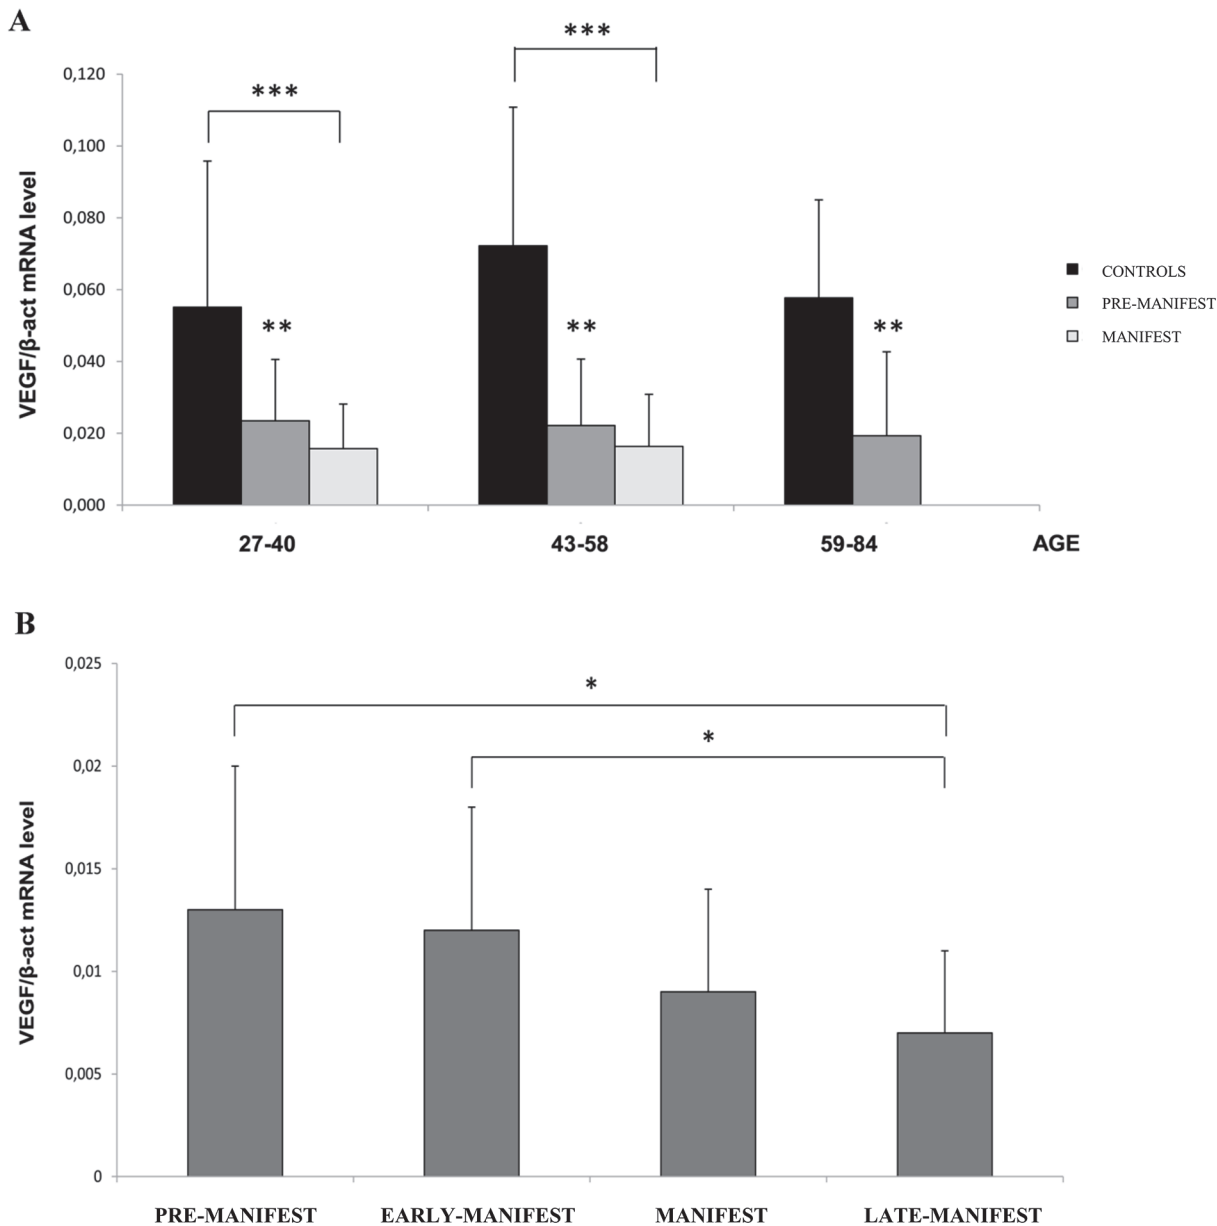 A
***
***
0,120
0,100
0,080
0,060
0,040
0,020
0,000
VEGF/β-act mRNA level
**
**
**
CONTROLS
PRE-MANIFEST
MANIFEST
27-40 43-58 59-84 AGE
B
0,025
0,02
0,015
0,01
0,005
0
VEGF/β-act mRNA level
*
*
PRE-MANIFEST EARLY-MANIFEST MANIFEST LATE-MANIFEST